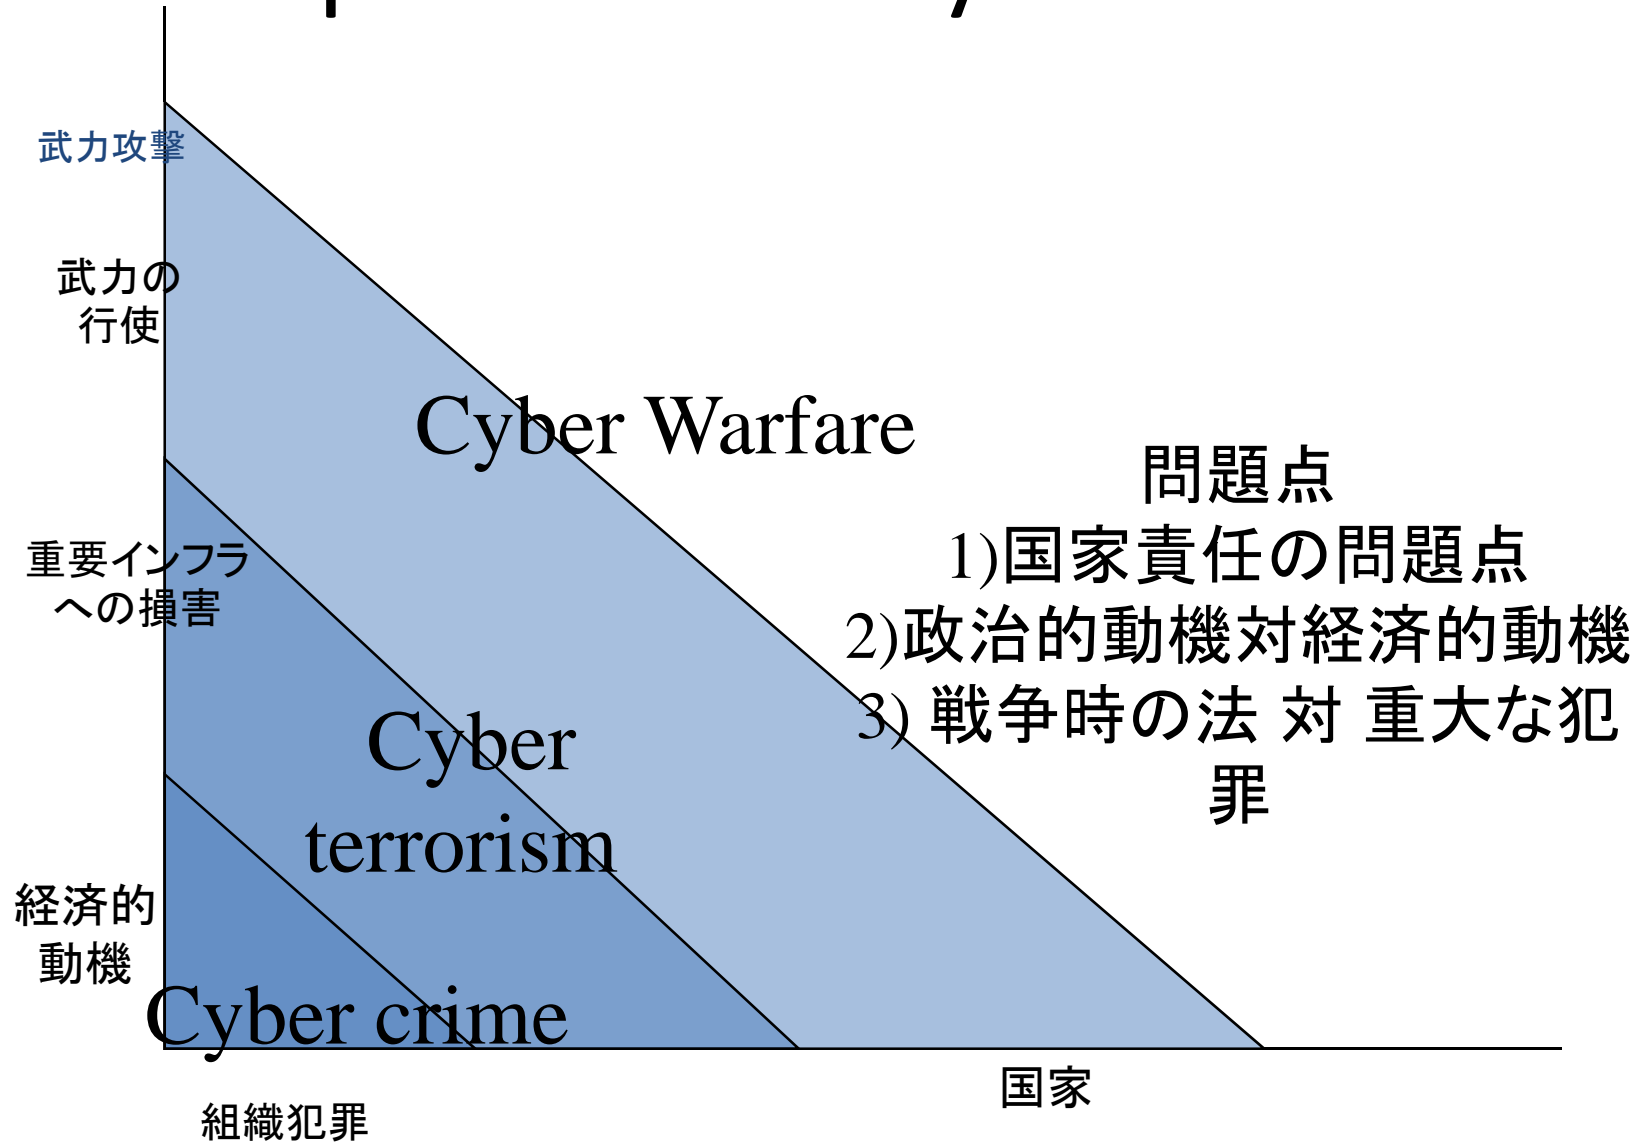 武力攻撃
武力の
行使
Cyber Warfare
問題点
1)国家責任の問題点
2)政治的動機対経済的動機
3) 戦争時の法 対 重大な犯
罪
重要インフラ
への損害
Cyber
terrorism
経済的
動機
Cyber crime
国家
組織犯罪